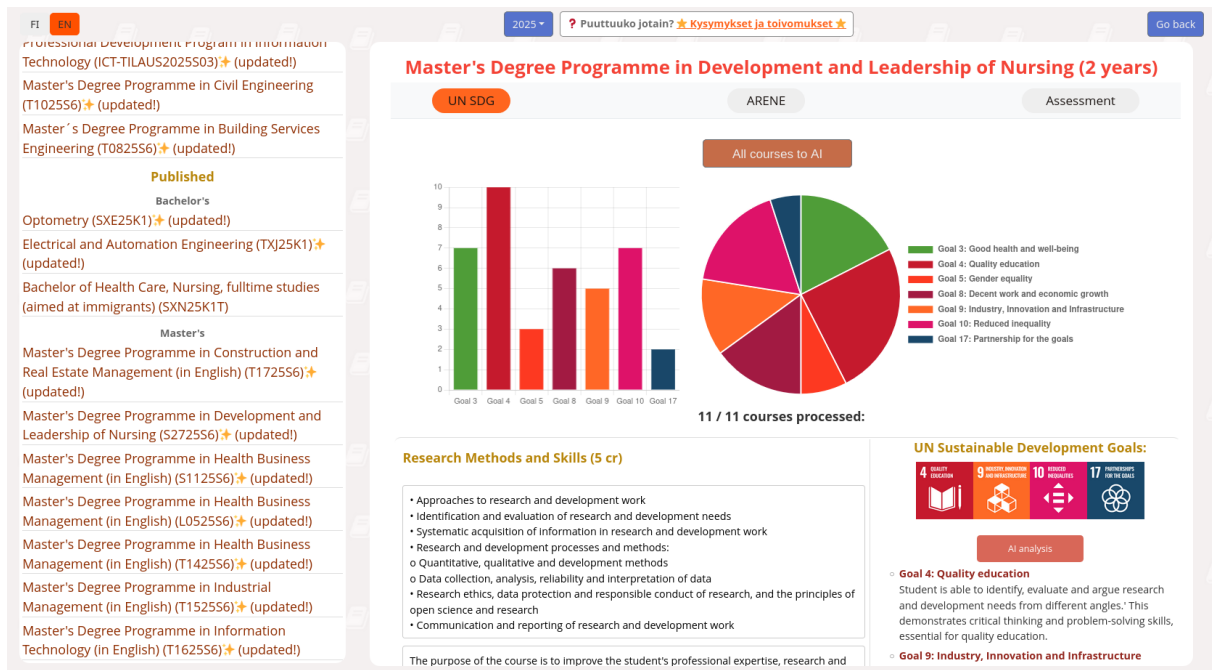 FI
EN
2025
? Puuttuuko jotain? ⭐ Kysymykset ja toivomukset ⭐
Go back
Professional Development Program in Information
Technology (ICT-TILAUS2025S03)✨ (updated!)
Master's Degree Programme in Civil Engineering
(T1025S6)✨ (updated!)
Master´s Degree Programme in Building Services
Engineering (T0825S6)✨ (updated!)
Published
Bachelor's
Optometry (SXE25K1)✨ (updated!)
Electrical and Automation Engineering (TXJ25K1)✨
(updated!)
Bachelor of Health Care, Nursing, fulltime studies
(aimed at immigrants) (SXN25K1T)
Master's
Master's Degree Programme in Construction and
Real Estate Management (in English) (T1725S6)✨
(updated!)
Master's Degree Programme in Development and
Leadership of Nursing (S2725S6)✨ (updated!)
Master's Degree Programme in Health Business
Management (in English) (S1125S6)✨ (updated!)
Master's Degree Programme in Health Business
Management (in English) (L0525S6)✨ (updated!)
Master's Degree Programme in Health Business
Management (in English) (T1425S6)✨ (updated!)
Master's Degree Programme in Industrial
Management (in English) (T1525S6)✨ (updated!)
Master's Degree Programme in Information
Technology (in English) (T1625S6)✨ (updated!)
Master's Degree Programme in Development and Leadership of Nursing (2 years)
UN SDG
ARENE
Assessment
All courses to AI
10
9
8
7
6
5
4
3
2
1
0
Goal 3 Goal 4 Goal 5 Goal 8 Goal 9 Goal 10 Goal 17
Goal 3: Good health and well-being
Goal 4: Quality education
Goal 5: Gender equality
Goal 8: Decent work and economic growth
Goal 9: Industry, Innovation and Infrastructure
Goal 10: Reduced inequality
Goal 17: Partnership for the goals
11 / 11 courses processed:
Research Methods and Skills (5 cr)
• Approaches to research and development work
• Identification and evaluation of research and development needs
• Systematic acquisition of information in research and development work
• Research and development processes and methods:
o Quantitative, qualitative and development methods
o Data collection, analysis, reliability and interpretation of data
• Research ethics, data protection and responsible conduct of research, and the principles of
open science and research
• Communication and reporting of research and development work
The purpose of the course is to improve the student's professional expertise, research and
UN Sustainable Development Goals:
4 QUALITY EDUCATION
9 INDUSTRY, INNOVATION AND INFRASTRUCTURE
10 REDUCED INEQUALITIES
17 PARTNERSHIPS FOR THE GOALS
AI analysis
Goal 4: Quality education
Student is able to identify, evaluate and argue research
and development needs from different angles.' This
demonstrates critical thinking and problem-solving skills,
essential for quality education.
Goal 9: Industry, Innovation and Infrastructure